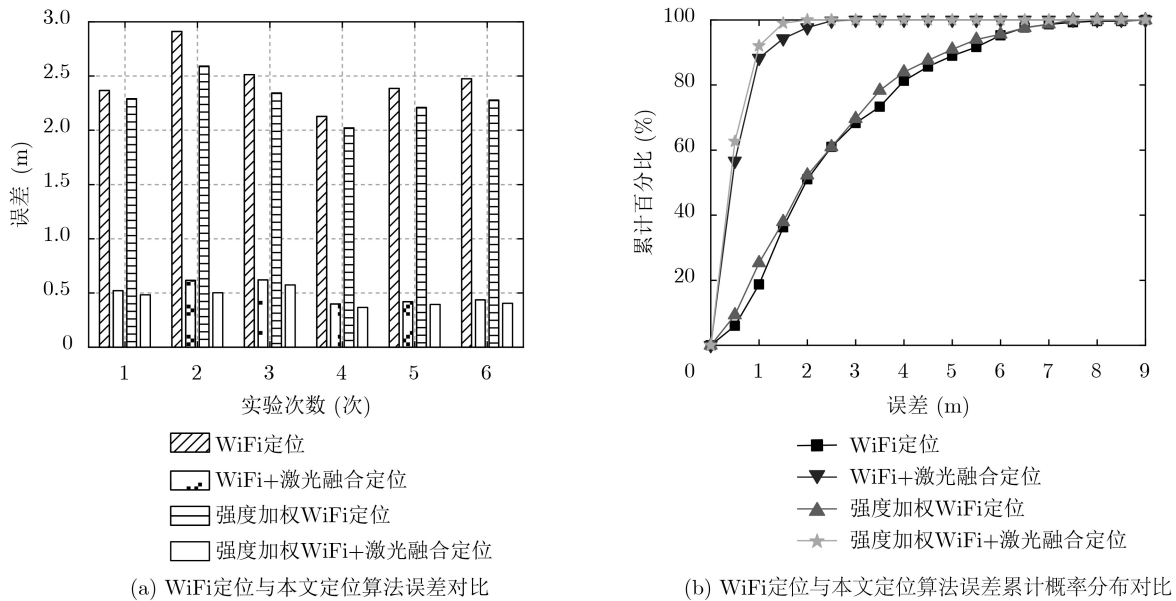 3.0
2.5
2.0
1.5
1.0
0.5
0
误差 (m)
1 2 3 4 5 6
实验次数 (次)
WiFi定位
WiFi+激光融合定位
强度加权WiFi定位
强度加权WiFi+激光融合定位
(a) WiFi定位与本文定位算法误差对比
100
80
60
40
20
累计百分比 (%)
0 1 2 3 4 5 6 7 8 9
误差 (m)
WiFi定位
WiFi+激光融合定位
强度加权WiFi定位
强度加权WiFi+激光融合定位
(b) WiFi定位与本文定位算法误差累计概率分布对比